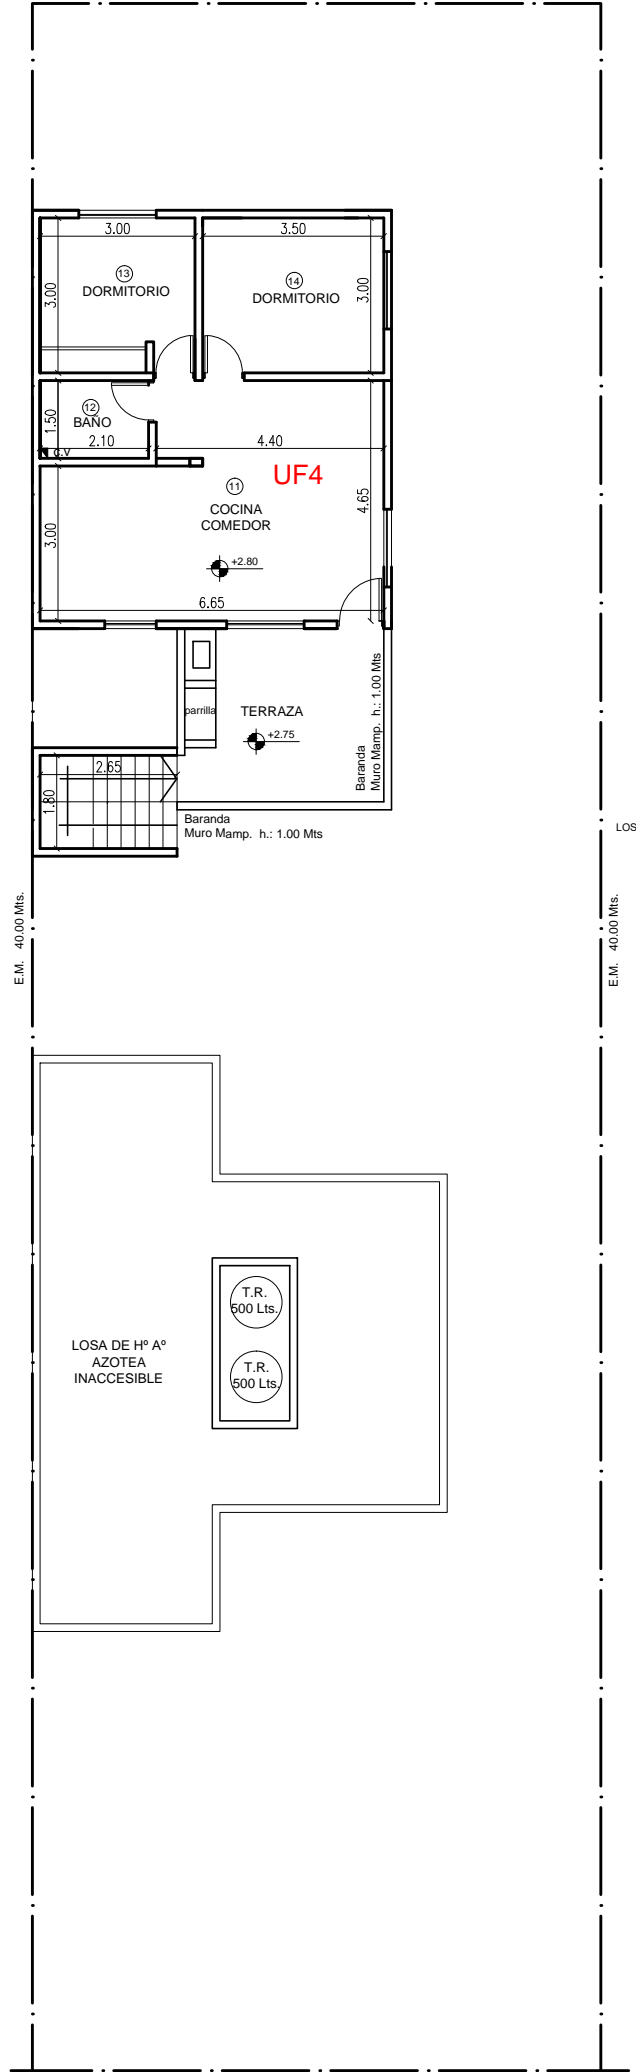 3.00
3.50
13
DORMITORIO
14
DORMITORIO
3.00
3.00
12
BAÑO
1.50
2.10
c.v
4.40
UF4
11
COCINA
COMEDOR
4.65
3.00
+2.80
6.65
parrilla
TERRAZA
+2.75
Baranda
Muro Mamp. h.: 1.00 Mts
2.65
1.80
Baranda
Muro Mamp. h.: 1.00 Mts
LOS
E.M. 40.00 Mts.
E.M. 40.00 Mts.
T.R.
500 Lts.
LOSA DE Hº Aº
AZOTEA
INACCESIBLE
T.R.
500 Lts.